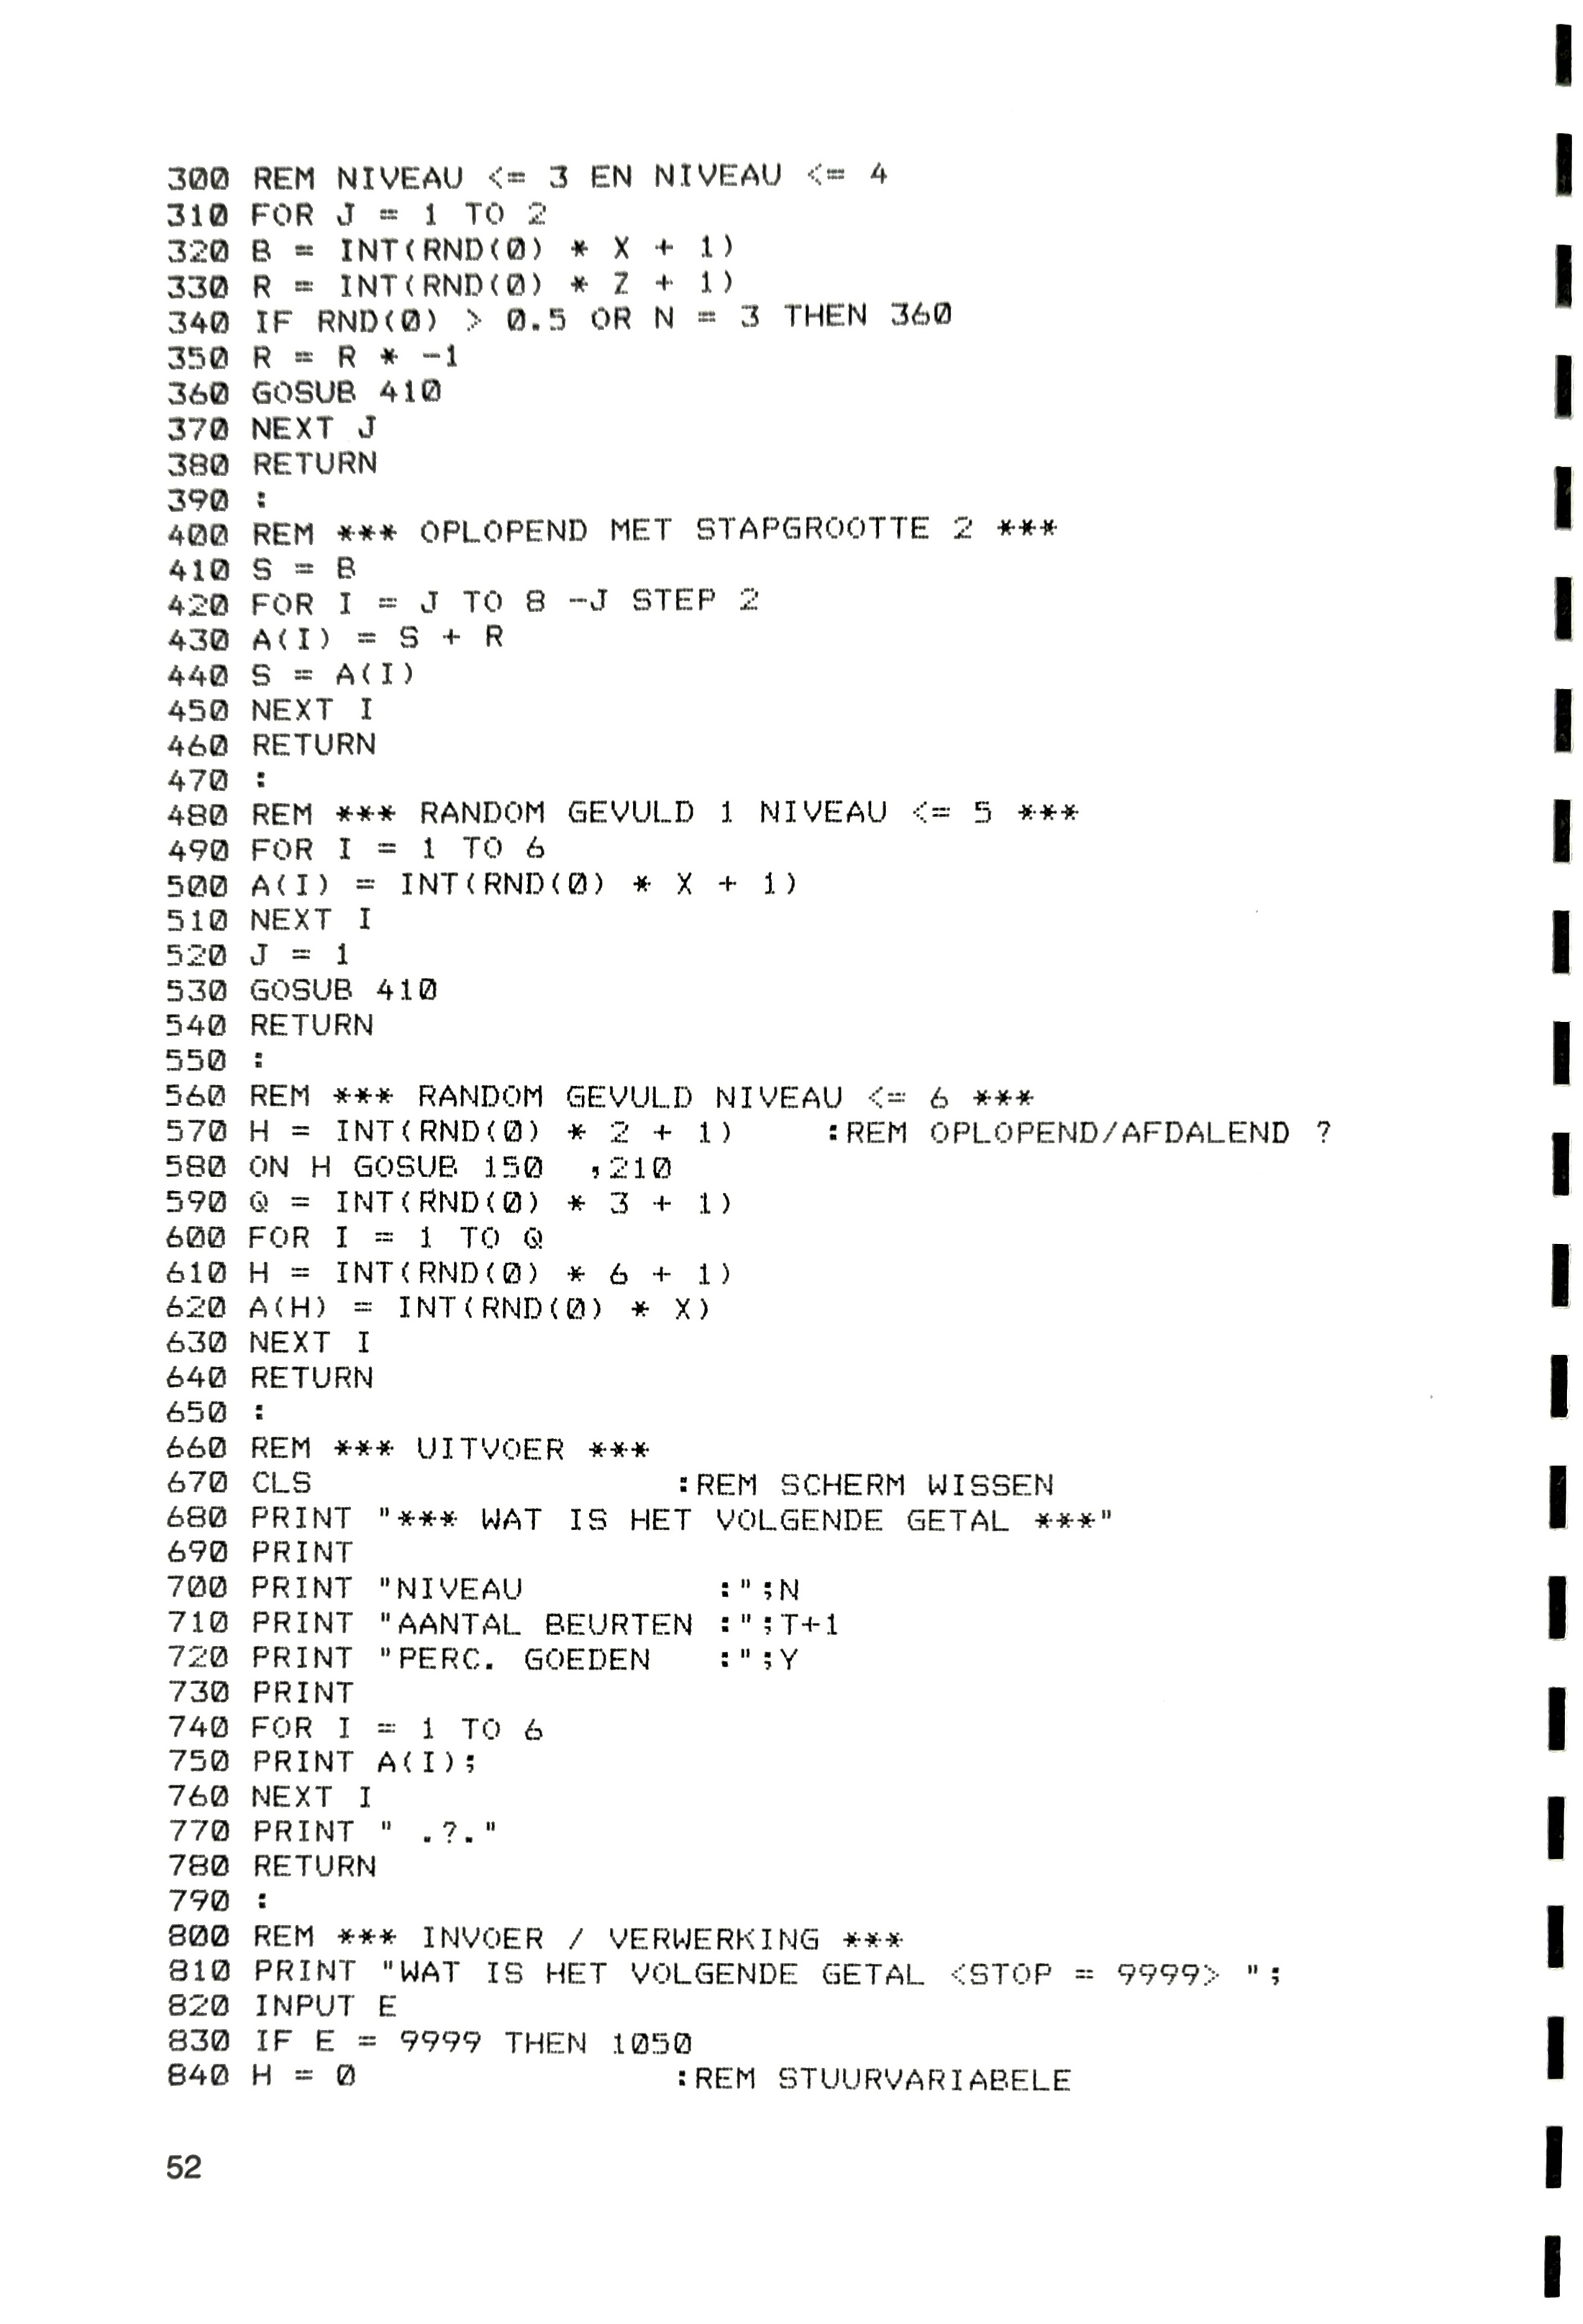 300 REM NIVEAU <= 3 EN NIVEAU <= 4
310 FOR J = 1 TO 2
320 B = INT(RND(0) * X + 1)
330 R = INT(RND(0) * Z + 1)
340 IF RND(0) > 0.5 OR N = 3 THEN 360
350 R = R * -1
360 GOSUB 410
370 NEXT J
380 RETURN
390 :
400 REM *** OPLOPEND MET STAPGROOTTE 2 ***
410 S = B
420 FOR I = J TO 8 -J STEP 2
430 A(I) = S + R
440 S = A(I)
450 NEXT I
460 RETURN
470 :
480 REM *** RANDOM GEVULD 1 NIVEAU <= 5 ***
490 FOR I = 1 TO 6
500 A(I) = INT(RND(0) * X + 1)
510 NEXT I
520 J = 1
530 GOSUB 410
540 RETURN
550 :
560 REM *** RANDOM GEVULD NIVEAU <= 6 ***
570 H = INT(RND(0) * 2 + 1)    :REM OPLOPEND/AFDALEND ?
580 ON H GOSUB 150  ,210
590 Q = INT(RND(0) * 3 + 1)
600 FOR I = 1 TO Q
610 H = INT(RND(0) * 6 + 1)
620 A(H) = INT(RND(0) * X)
630 NEXT I
640 RETURN
650 :
660 REM *** UITVOER ***
670 CLS                 :REM SCHERM WISSEN
680 PRINT "*** WAT IS HET VOLGENDE GETAL ***"
690 PRINT
700 PRINT "NIVEAU         :";N
710 PRINT "AANTAL BEURTEN :";T+1
720 PRINT "PERC. GOEDEN   :";Y
730 PRINT
740 FOR I = 1 TO 6
750 PRINT A(I);
760 NEXT I
770 PRINT " .?."
780 RETURN
790 :
800 REM *** INVOER / VERWERKING ***
810 PRINT "WAT IS HET VOLGENDE GETAL <STOP = 9999> ";
820 INPUT E
830 IF E = 9999 THEN 1050
840 H = 0               :REM STUURVARIABELE
52